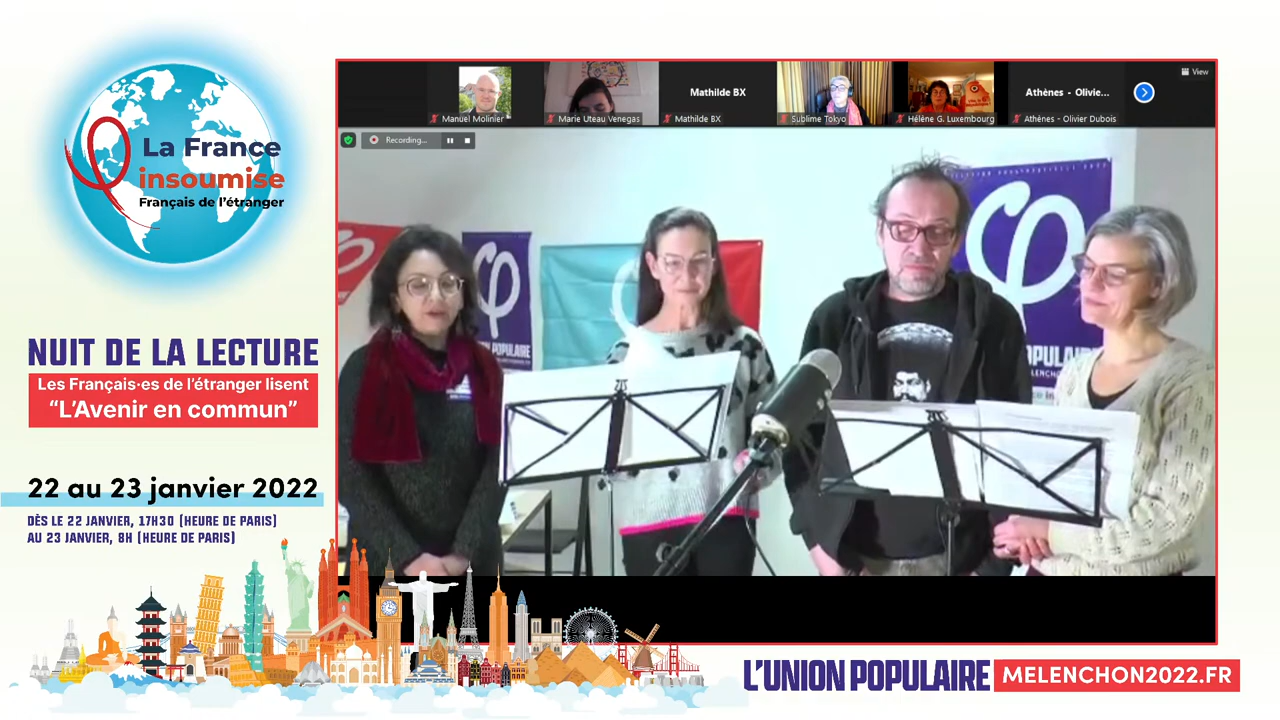 La France
insoumise
Français de l'étranger
NUIT DE LA LECTURE
Les Français·es de l'étranger lisent
“L'Avenir en commun”
22 au 23 janvier 2022
DÈS LE 22 JANVIER, 17H30 (HEURE DE PARIS)
AU 23 JANVIER, 8H (HEURE DE PARIS)
View
Mathilde BX
Athènes - Olivie...
Manuel Molinier
Marie Uteau Venegas
Mathilde BX
Sublime Tokyo
Hélène G. Luxembourg
Athènes - Olivier Dubois
Recording...
POPULAIRE
L'UNION POPULAIRE
MELENCHON2022.FR